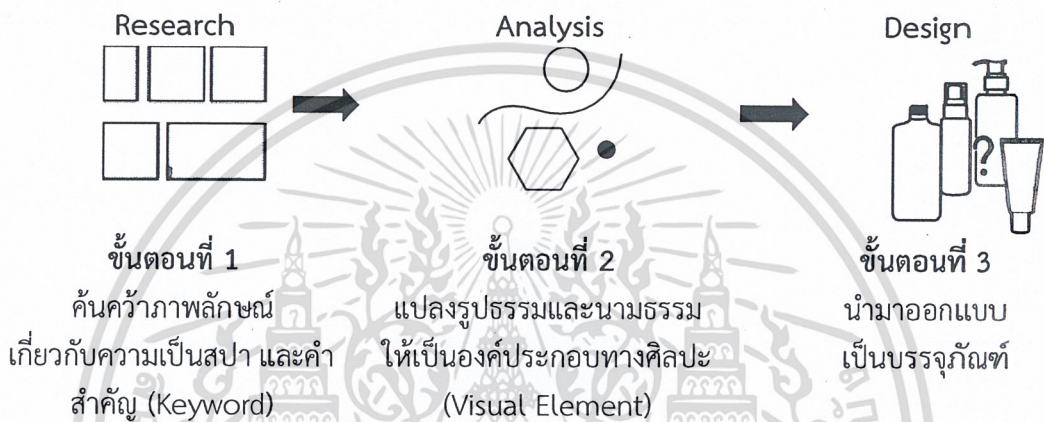 Research
Analysis
Design
?
ขั้นตอนที่ 1
ค้นคว้าภาพลักษณ์
เกี่ยวกับความเป็นสปา และคำ
สำคัญ (Keyword)
ขั้นตอนที่ 2
แปลงรูปธรรมและนามธรรม
ให้เป็นองค์ประกอบทางศิลปะ
(Visual Element)
ขั้นตอนที่ 3
นำมาออกแบบ
เป็นบรรจุภัณฑ์